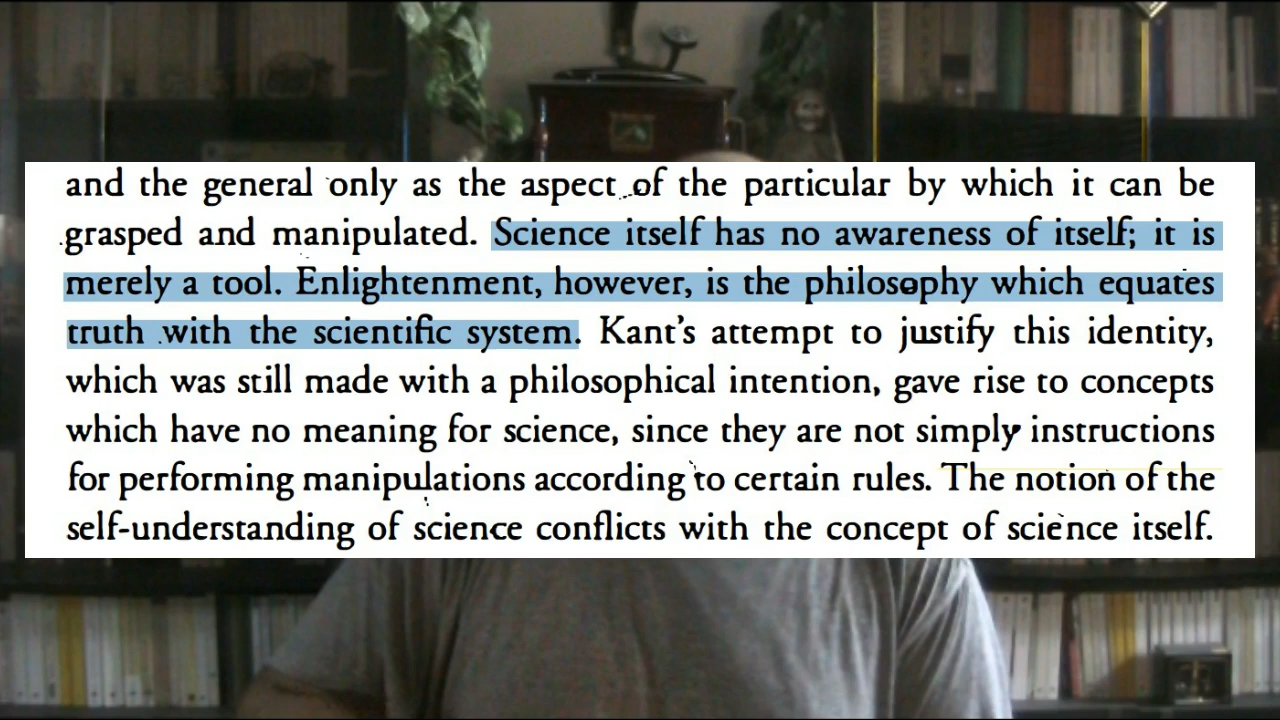 and the general only as the aspect of the particular by which it can be
grasped and manipulated. Science itself has no awareness of itself; it is
merely a tool. Enlightenment, however, is the philosophy which equates
truth with the scientific system. Kant’s attempt to justify this identity,
which was still made with a philosophical intention, gave rise to concepts
which have no meaning for science, since they are not simply instructions
for performing manipulations according to certain rules. The notion of the
self-understanding of science conflicts with the concept of science itself.